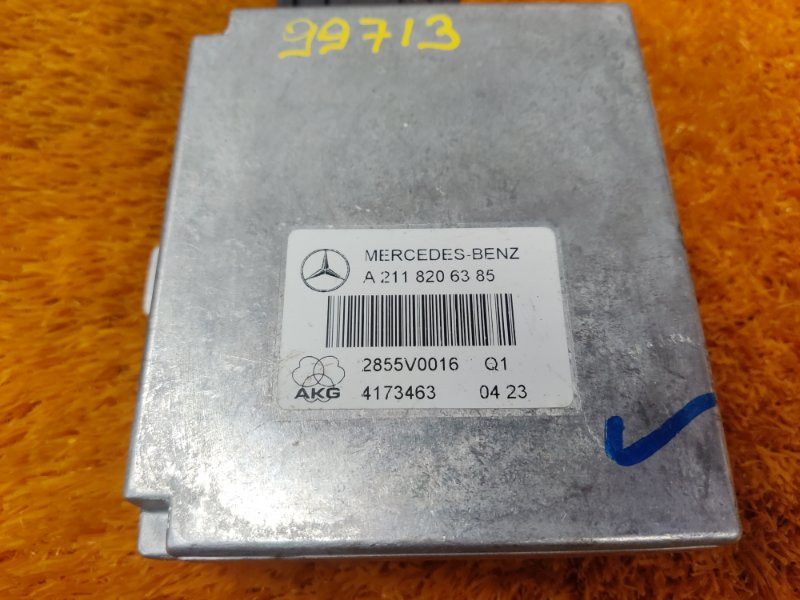 99713
MERCEDES-BENZ
A 211 820 63 85
2855V0016 Q1
AKG
4173463 04 23